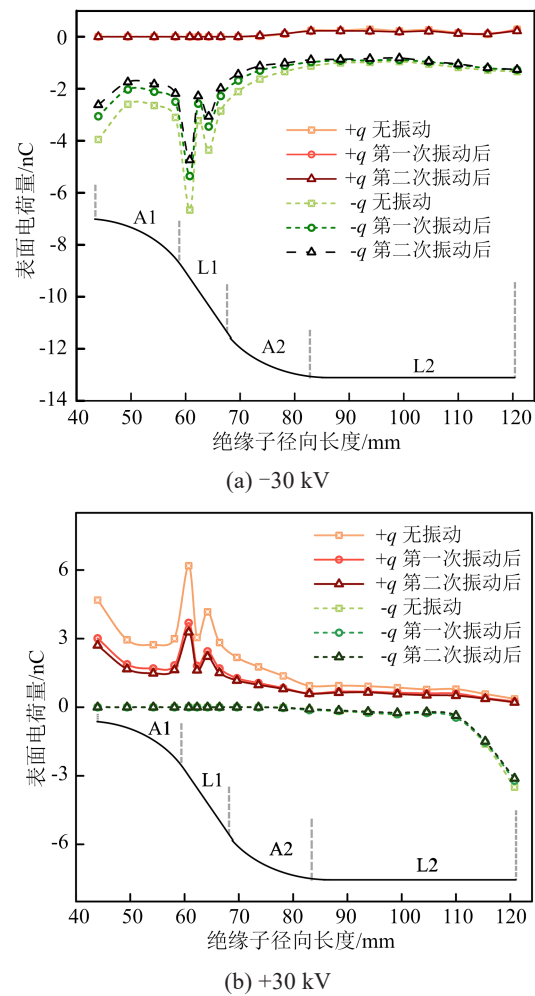 0
-2
-4
-6
-8
-10
-12
-14
表面电荷量/nC
+q 无振动
+q 第一次振动后
+q 第二次振动后
-q 无振动
-q 第一次振动后
-q 第二次振动后
A1
L1
A2
L2
40 50 60 70 80 90 100 110 120
绝缘子径向长度/mm
(a) −30 kV
6
3
0
-3
-6
表面电荷量/nC
+q 无振动
+q 第一次振动后
+q 第二次振动后
-q 无振动
-q 第一次振动后
-q 第二次振动后
A1
L1
A2
L2
40 50 60 70 80 90 100 110 120
绝缘子径向长度/mm
(b) +30 kV